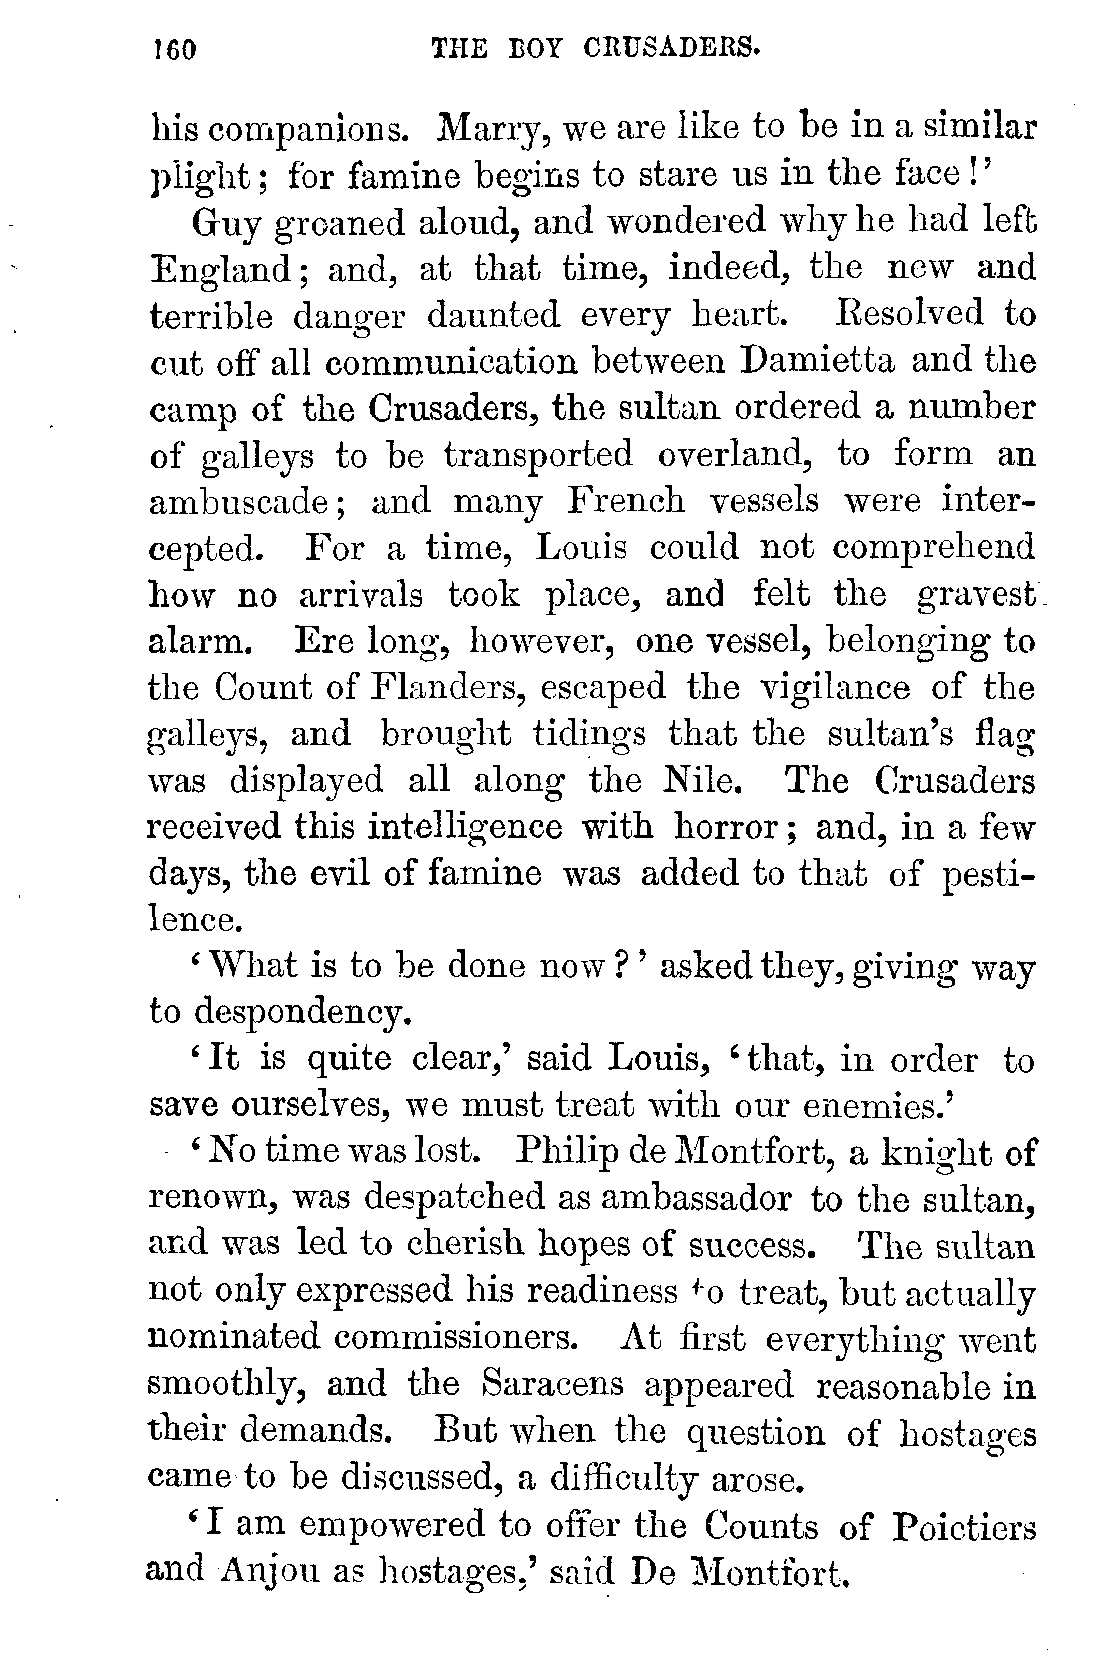 160 THE BOY CRUSADERS.
his companions. Marry, we are like to be in a similar
plight; for famine begins to stare us in the face!'
Guy groaned aloud, and wondered why he had left
England; and, at that time, indeed, the new and
terrible danger daunted every heart. Resolved to
cut off all communication between Damietta and the
camp of the Crusaders, the sultan ordered a number
of galleys to be transported overland, to form an
ambuscade; and many French vessels were inter-
cepted. For a time, Louis could not comprehend
how no arrivals took place, and felt the gravest
alarm. Ere long, however, one vessel, belonging to
the Count of Flanders, escaped the vigilance of the
galleys, and brought tidings that the sultan's flag
was displayed all along the Nile. The Crusaders
received this intelligence with horror; and, in a few
days, the evil of famine was added to that of pesti-
lence.
'What is to be done now?' asked they, giving way
to despondency.
'It is quite clear,' said Louis, 'that, in order to
save ourselves, we must treat with our enemies.'
'No time was lost. Philip de Montfort, a knight of
renown, was despatched as ambassador to the sultan,
and was led to cherish hopes of success. The sultan
not only expressed his readiness to treat, but actually
nominated commissioners. At first everything went
smoothly, and the Saracens appeared reasonable in
their demands. But when the question of hostages
came to be discussed, a difficulty arose.
'I am empowered to offer the Counts of Poictiers
and Anjou as hostages,' said De Montfort.